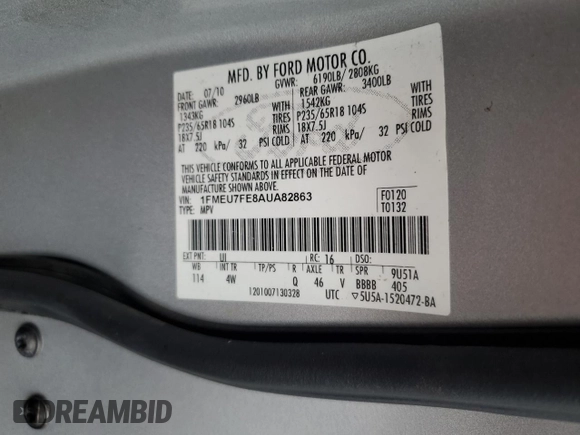 MFD. BY FORD MOTOR CO.
DATE: 07/10 GVWR: 6190LB/ 2808KG
FRONT GAWR: 2960LB REAR GAWR: 3400LB
1343KG 1542KG
P235/65R18 104S TIRES P235/65R18 104S TIRES
18X7.5J RIMS 18X7.5J RIMS
AT 220 kPa/ 32 PSI COLD AT 220 kPa/ 32 PSI COLD
THIS VEHICLE CONFORMS TO ALL APPLICABLE FEDERAL MOTOR
VEHICLE SAFETY STANDARDS IN EFFECT ON THE DATE OF
MANUFACTURE SHOWN ABOVE.
VIN: 1FMEU7FE8AUA82863 F0120
TYPE: MPV T0132
EXT PNT: UI RC: 16 DSO:
WB INT TR TP/PS R AXLE TR SPR 9U51A
114 4W Q 46 V BBBB 405
1201007130328 UTC ▽5U5A-1520472-BA
DREAMBID